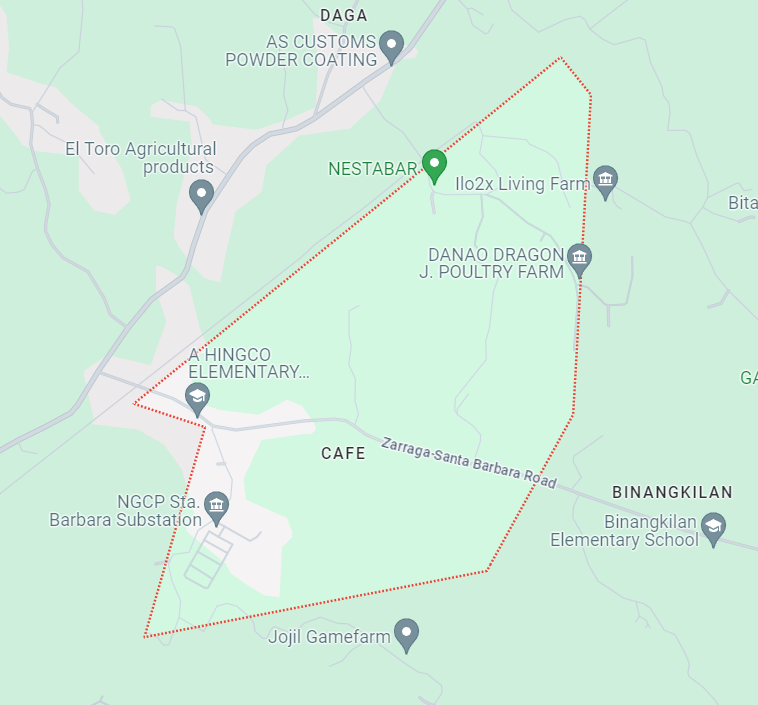 DAGA
AS CUSTOMS
POWDER COATING
El Toro Agricultural
products
NESTABAR
Ilo2x Living Farm
Bita
DANAO DRAGON
J. POULTRY FARM
A HINGCO
ELEMENTARY...
GA
CAFE
Zarraga-Santa Barbara Road
BINANGKILAN
NGCP Sta.
Barbara Substation
Binangkilan
Elementary School
Jojil Gamefarm